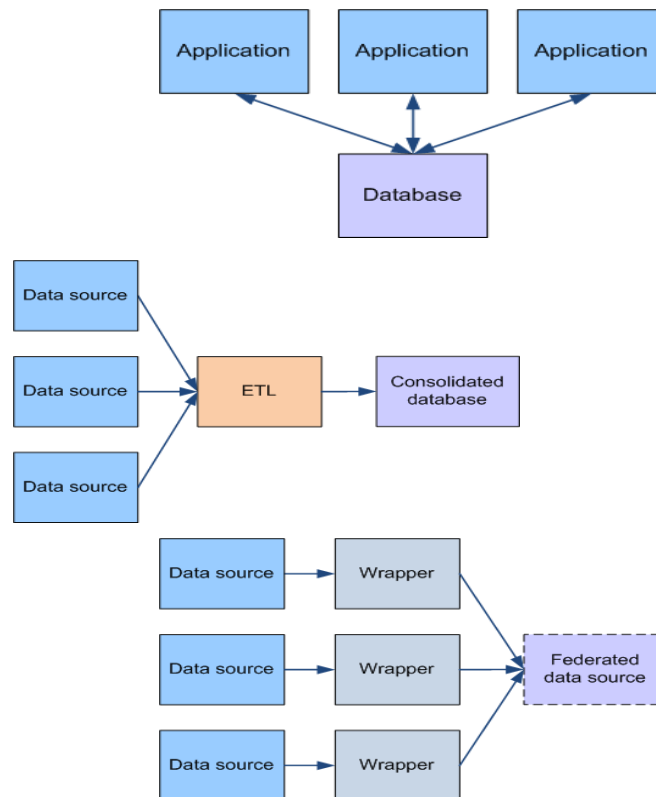 Application
Application
Application
Database
Data source
Data source
ETL
Consolidated
database
Data source
Data source
Wrapper
Data source
Wrapper
Federated
data source
Data source
Wrapper